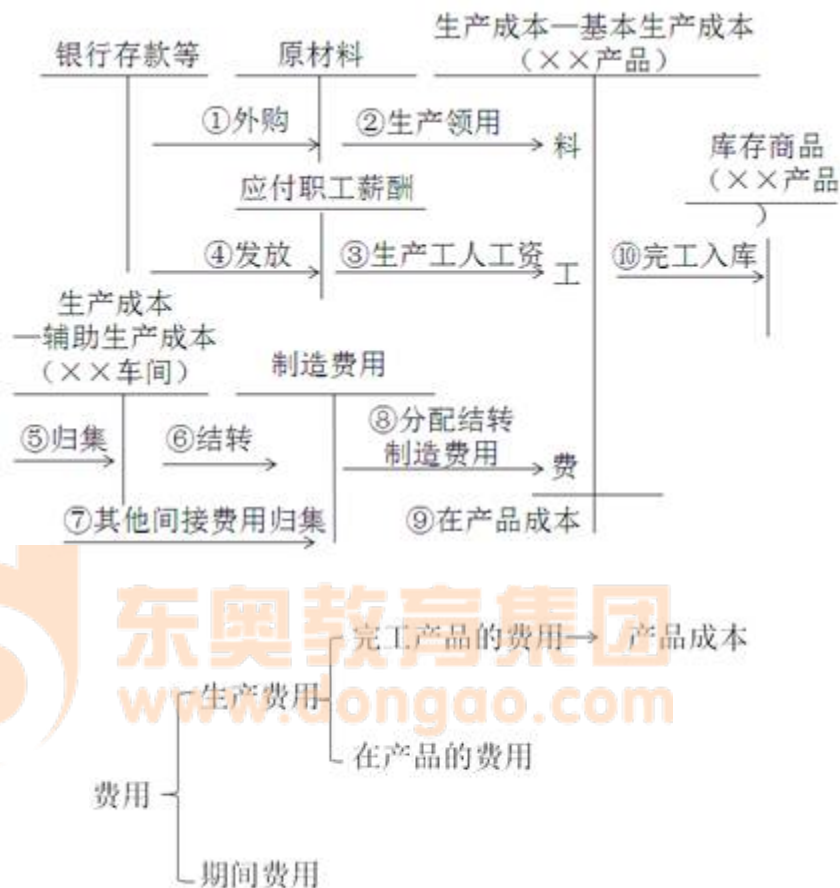 银行存款等
原材料
生产成本—基本生产成本
（××产品）
①外购
②生产领用
料
库存商品
（××产品
）
应付职工薪酬
④发放
③生产工人工资
工
⑩完工入库
生产成本
—辅助生产成本
（××车间）
制造费用
⑤归集
⑥结转
⑧分配结转
制造费用
费
⑦其他间接费用归集
⑨在产品成本
东奥教育集团
www.dongao.com
完工产品的费用→ 产品成本
生产费用
在产品的费用
费用
期间费用